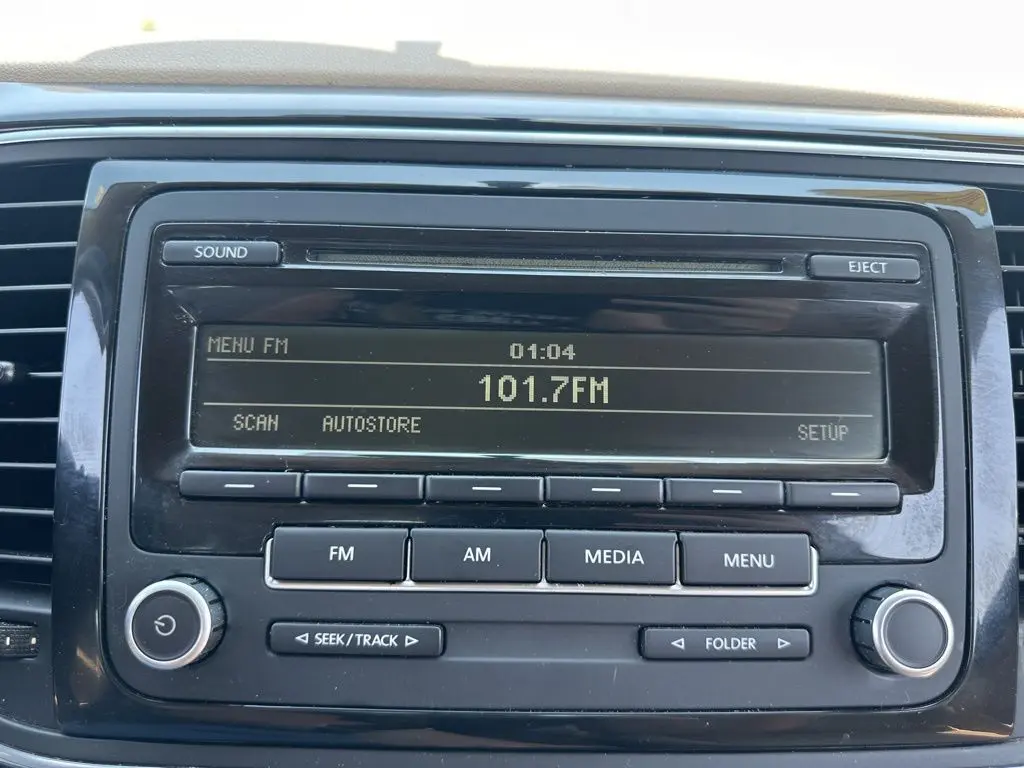 SOUND
EJECT
MENU FM 01:04
101.7FM
SCAN AUTOSTORE SETUP
FM AM MEDIA MENU
SEEK/TRACK FOLDER